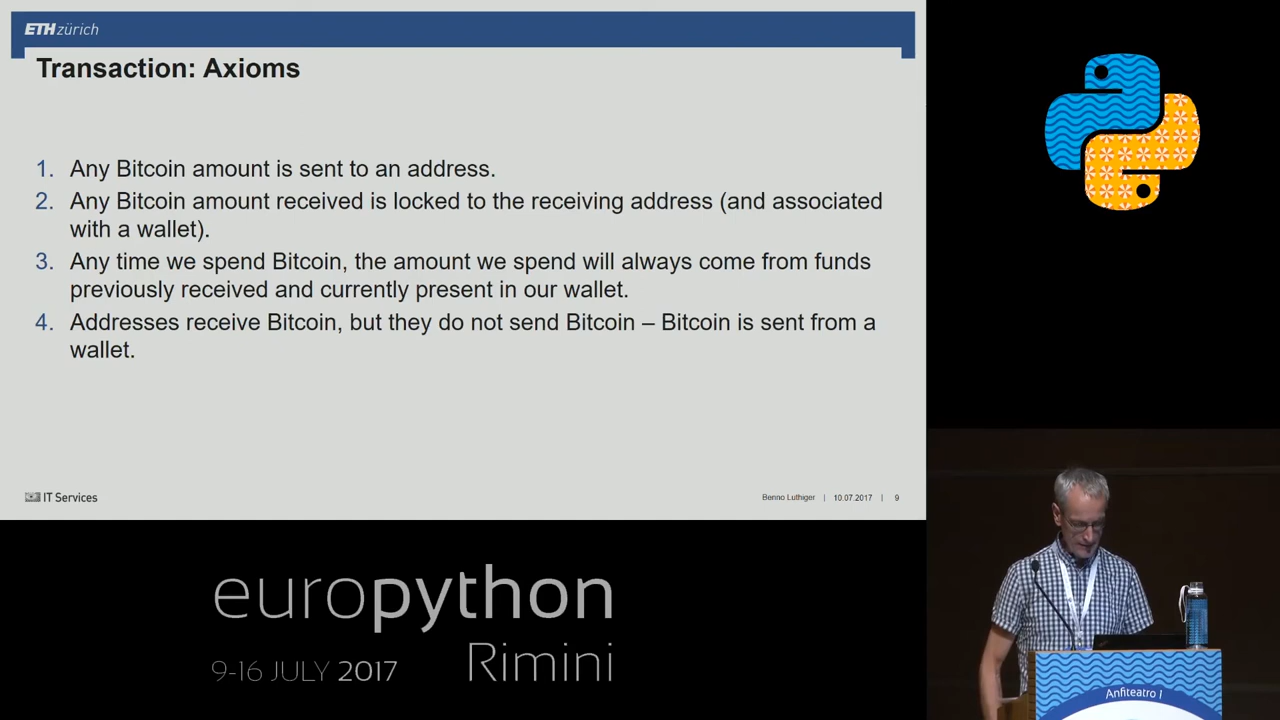 ETH zürich
Transaction: Axioms
1. Any Bitcoin amount is sent to an address.
2. Any Bitcoin amount received is locked to the receiving address (and associated
with a wallet).
3. Any time we spend Bitcoin, the amount we spend will always come from funds
previously received and currently present in our wallet.
4. Addresses receive Bitcoin, but they do not send Bitcoin – Bitcoin is sent from a
wallet.
IT Services
Benno Luthiger | 10.07.2017 | 9
europython
9-16 JULY 2017 Rimini
Anfiteatro 1